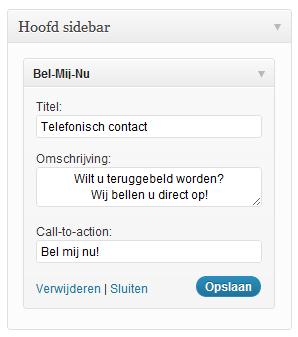 Hoofd sidebar
Bel-Mij-Nu
Titel:
Telefonisch contact
Omschrijving:
Wilt u teruggebeld worden?
Wij bellen u direct op!
Call-to-action:
Bel mij nu!
Verwijderen | Sluiten Opslaan